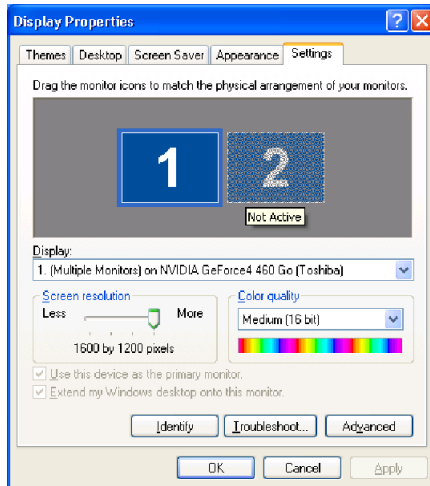 Display Properties
Themes Desktop Screen Saver Appearance Settings
Drag the monitor icons to match the physical arrangement of your monitors.
1 2
Not Active
Display:
1. (Multiple Monitors) on NVIDIA GeForce4 460 Go (Toshiba)
Screen resolution Color quality
Less More Medium (16 bit)
1600 by 1200 pixels
Use this device as the primary monitor.
Extend my Windows desktop onto this monitor.
Identify Troubleshoot... Advanced
OK Cancel Apply